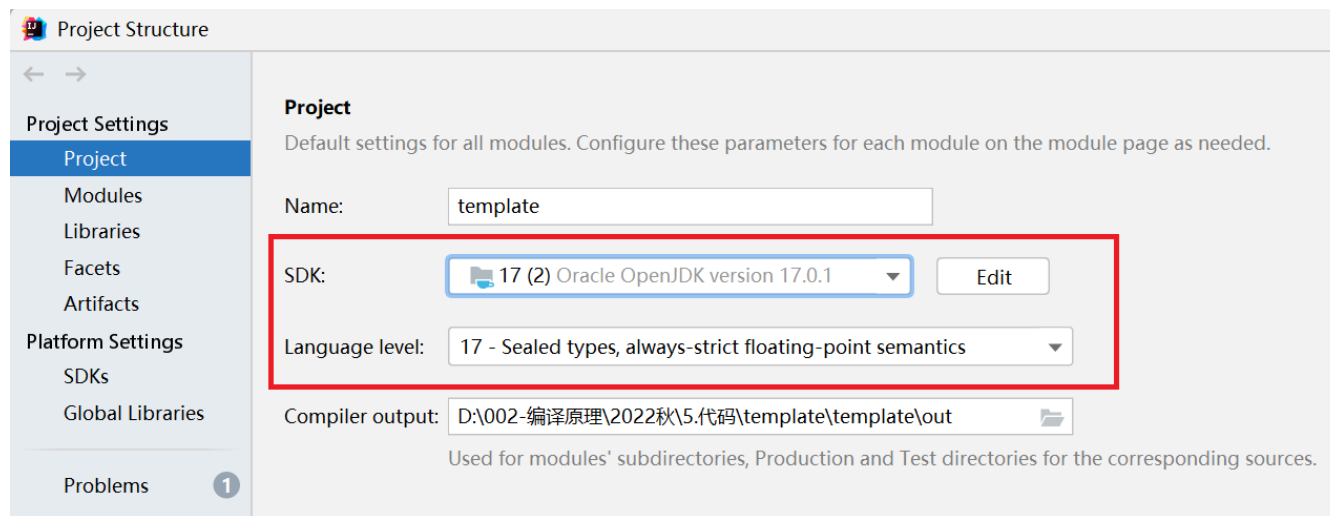 Project Structure
Project Settings
Project
Modules
Libraries
Facets
Artifacts
Platform Settings
SDKs
Global Libraries
Problems 1
Project
Default settings for all modules. Configure these parameters for each module on the module page as needed.
Name: template
SDK: 17 (2) Oracle OpenJDK version 17.0.1 Edit
Language level: 17 - Sealed types, always-strict floating-point semantics
Compiler output: D:\002-编译原理\2022秋\5.代码\template\template\out
Used for modules' subdirectories, Production and Test directories for the corresponding sources.